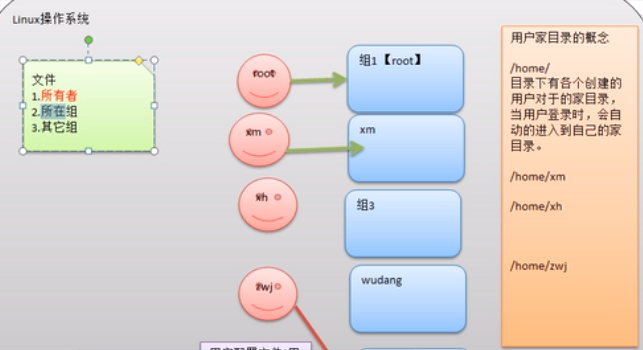 Linux操作系统
文件
1.所有者
2.所在组
3.其它组
root
xm
xh
zwj
组1【root】
xm
组3
wudang
用户家目录的概念
/home/
目录下有各个创建的
用户对于的家目录，
当用户登录时，会自
动的进入到自己的家
目录。
/home/xm
/home/xh
/home/zwj